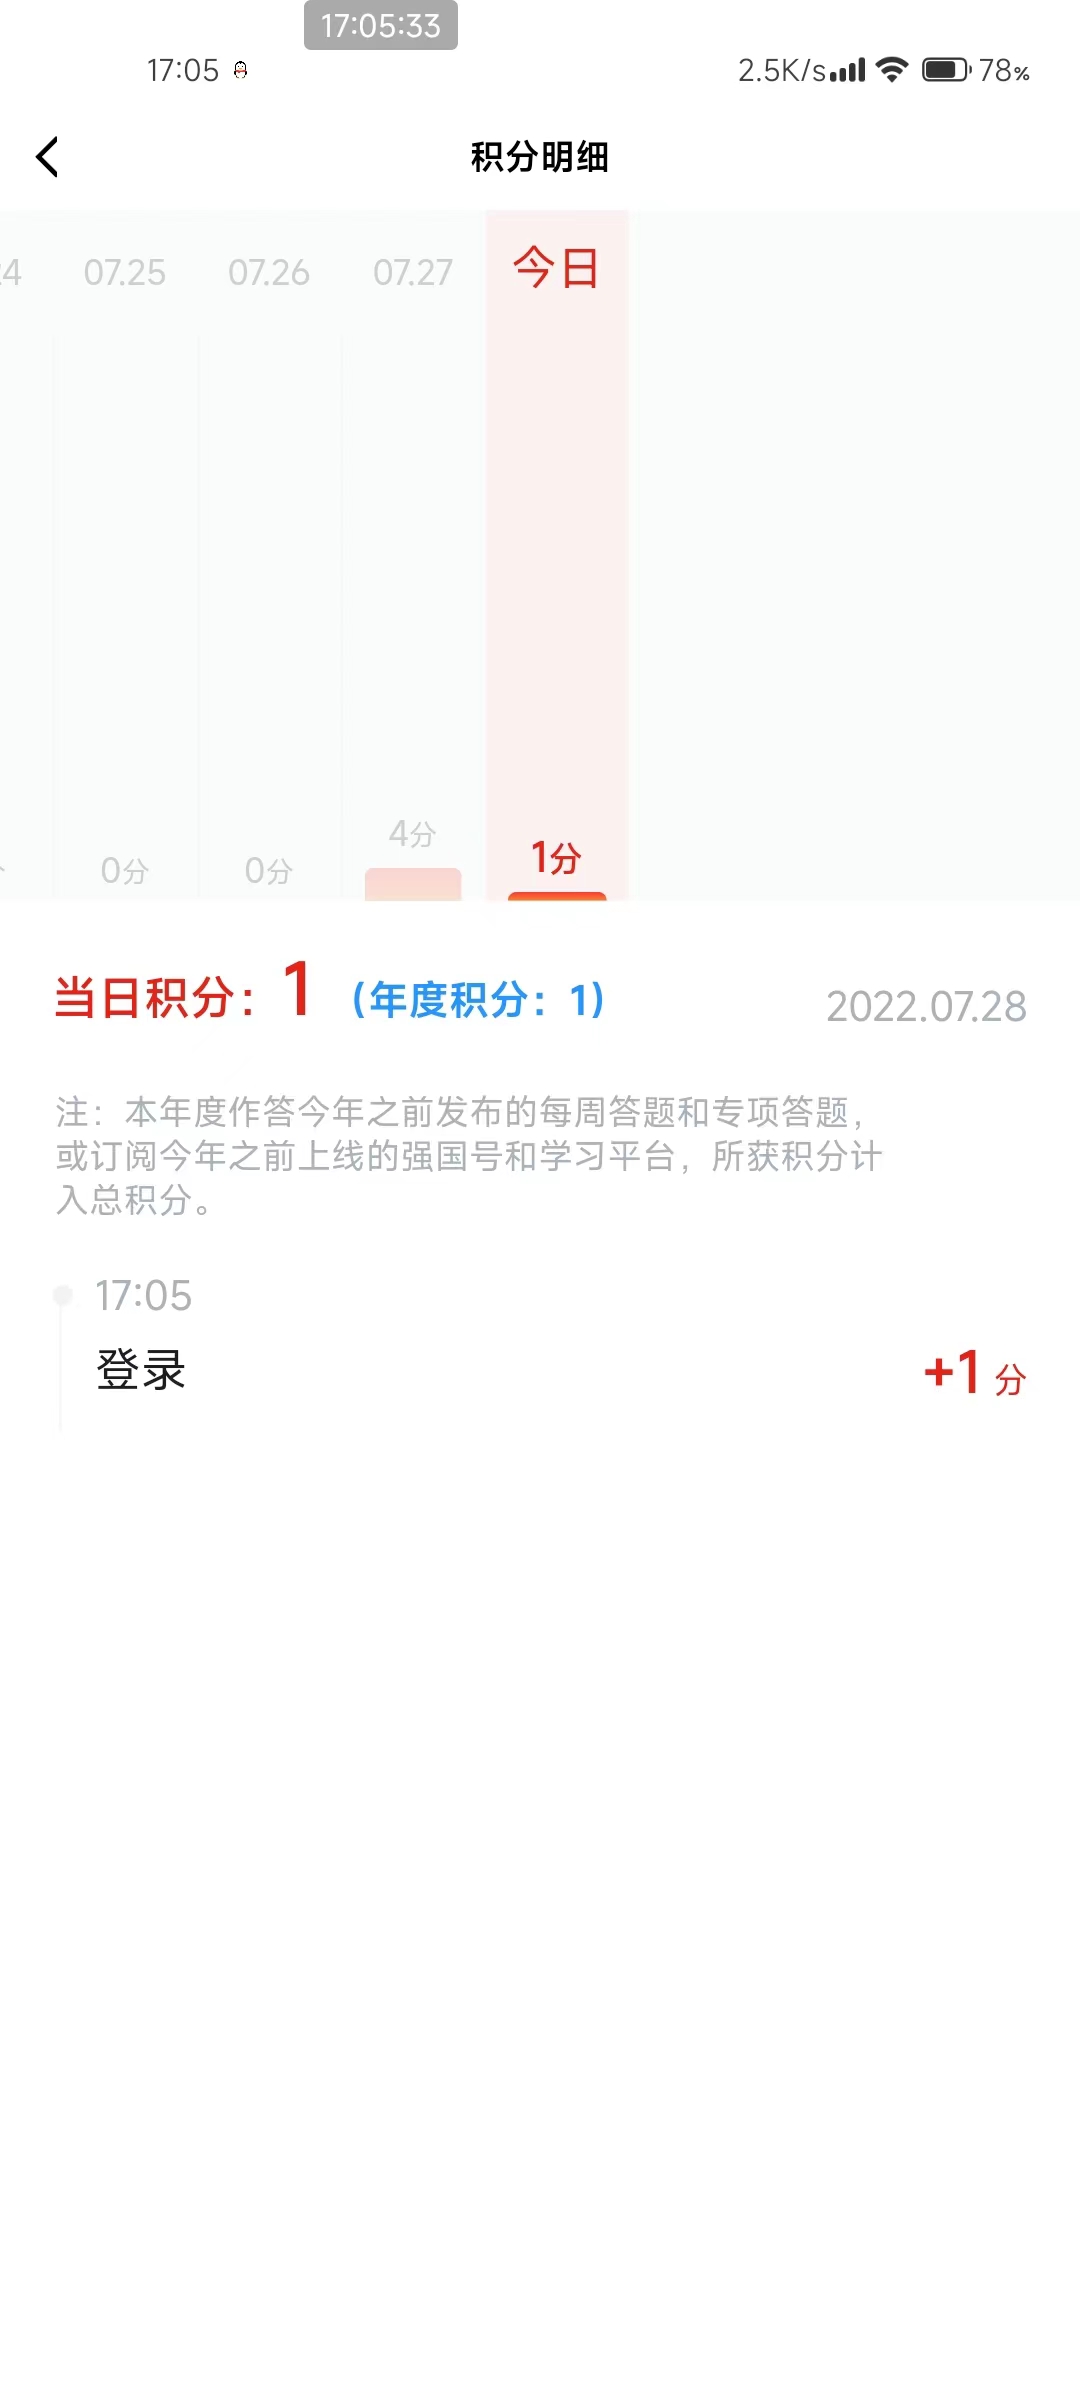 17:05:33
17:05
2.5K/s 78%
积分明细
24 07.25 07.26 07.27 今日
0分 0分 4分 1分
当日积分：1（年度积分：1） 2022.07.28
注：本年度作答今年之前发布的每周答题和专项答题，
或订阅今年之前上线的强国号和学习平台，所获积分计
入总积分。
17:05
登录 +1分